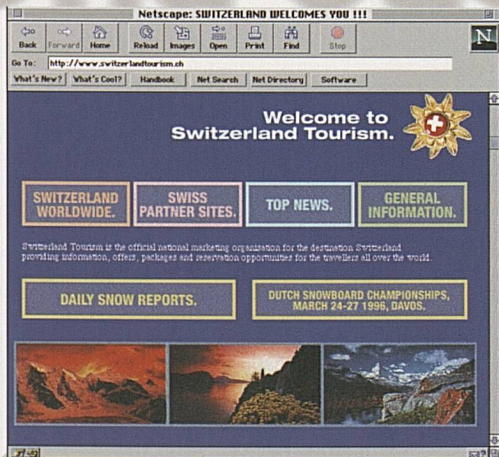 Netscape: SWITZERLAND WELCOMES YOU !!!
Back Forward Home Reload Images Open Print Find Stop
N
Go To: http://www.switzerlandtourism.ch
What's New? What's Cool? Handbook Net Search Net Directory Software
Welcome to
Switzerland Tourism.
SWITZERLAND
WORLDWIDE.
SWISS
PARTNER SITES.
TOP NEWS.
GENERAL
INFORMATION.
Switzerland Tourism is the official national marketing organisation for the destination Switzerland
providing information, offers, packages and reservation opportunities for the travellers all over the world.
DAILY SNOW REPORTS.
DUTCH SNOWBOARD CHAMPIONSHIPS,
MARCH 24-27 1996, DAVOS.